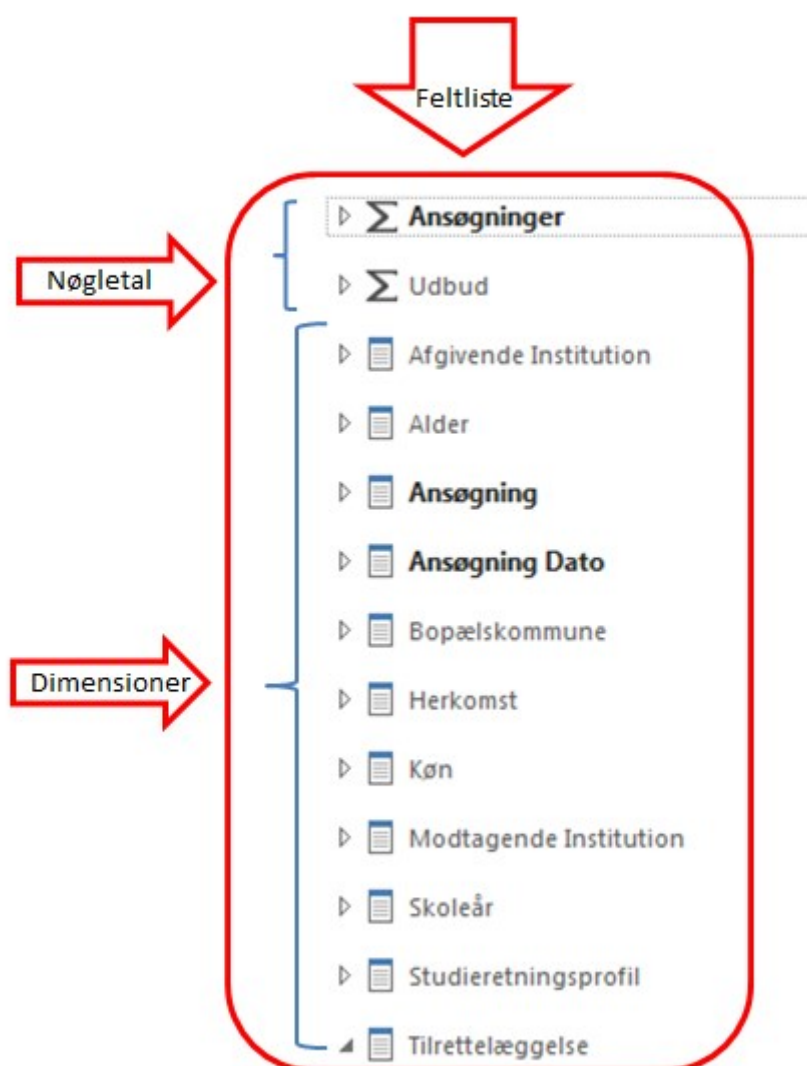 Feltliste
Ansøgninger
Nøgletal
Udbud
Afgivende Institution
Alder
Ansøgning
Ansøgning Dato
Bopælskommune
Dimensioner
Herkomst
Køn
Modtagende Institution
Skoleår
Studieretningsprofil
Tilrettelæggelse